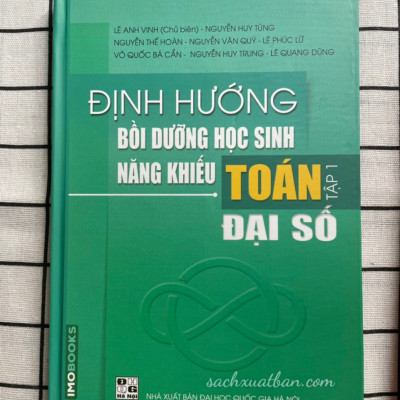 LÊ ANH VINH (Chủ biên) - NGUYỄN HUY TÙNG
NGUYỄN THẾ HOÀN - NGUYỄN VĂN QUÝ - LÊ PHÚC LỮ
VÕ QUỐC BÁ CẨN - NGUYỄN HUY TRUNG - LÊ QUANG DŨNG
ĐỊNH HƯỚNG
BỒI DƯỠNG HỌC SINH
NĂNG KHIẾU
TOÁN
TẬP 1
ĐẠI SỐ
IMOBOOKS
Hà Nội
sachxuatban.com
NHÀ XUẤT BẢN ĐẠI HỌC QUỐC GIA HÀ NỘI